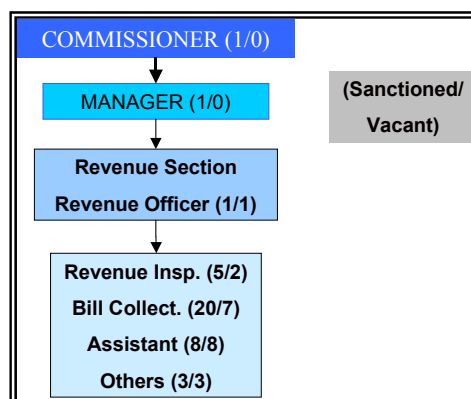 COMMISSIONER (1/0)
MANAGER (1/0)
(Sanctioned/
Vacant)
Revenue Section
Revenue Officer (1/1)
Revenue Insp. (5/2)
Bill Collect. (20/7)
Assistant (8/8)
Others (3/3)